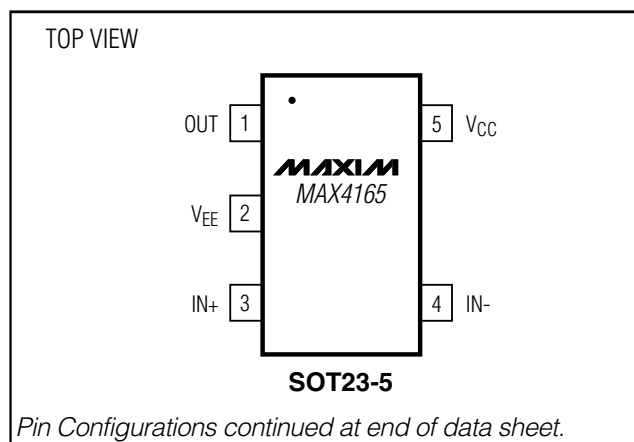 TOP VIEW
OUT 1
5 VCC
MAXIM
MAX4165
VEE 2
IN+ 3
4 IN-
SOT23-5
Pin Configurations continued at end of data sheet.